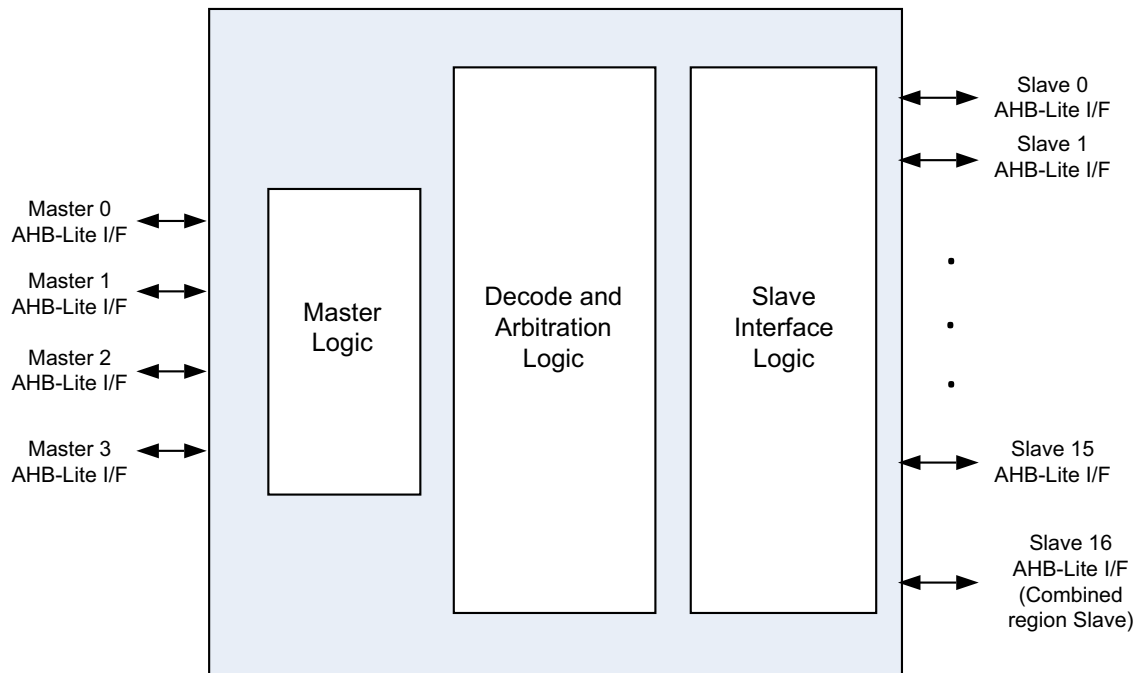 Master 0
AHB-Lite I/F
Master 1
AHB-Lite I/F
Master 2
AHB-Lite I/F
Master 3
AHB-Lite I/F
Master
Logic
Decode and
Arbitration
Logic
Slave
Interface
Logic
Slave 0
AHB-Lite I/F
Slave 1
AHB-Lite I/F
Slave 15
AHB-Lite I/F
Slave 16
AHB-Lite I/F
(Combined
region Slave)